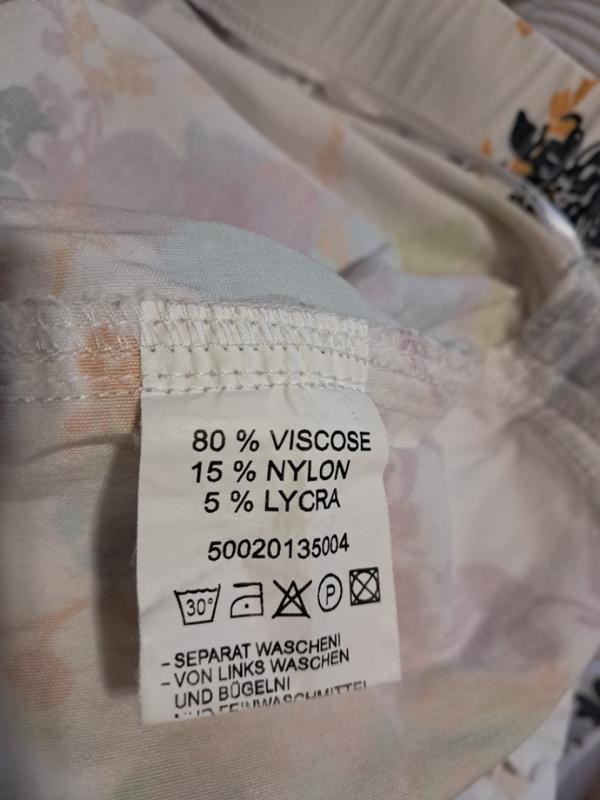 80 % VISCOSE
15 % NYLON
5 % LYCRA
50020135004
30°
P
-SEPARAT WASCHEN!
-VON LINKS WASCHEN
UND BÜGELN!